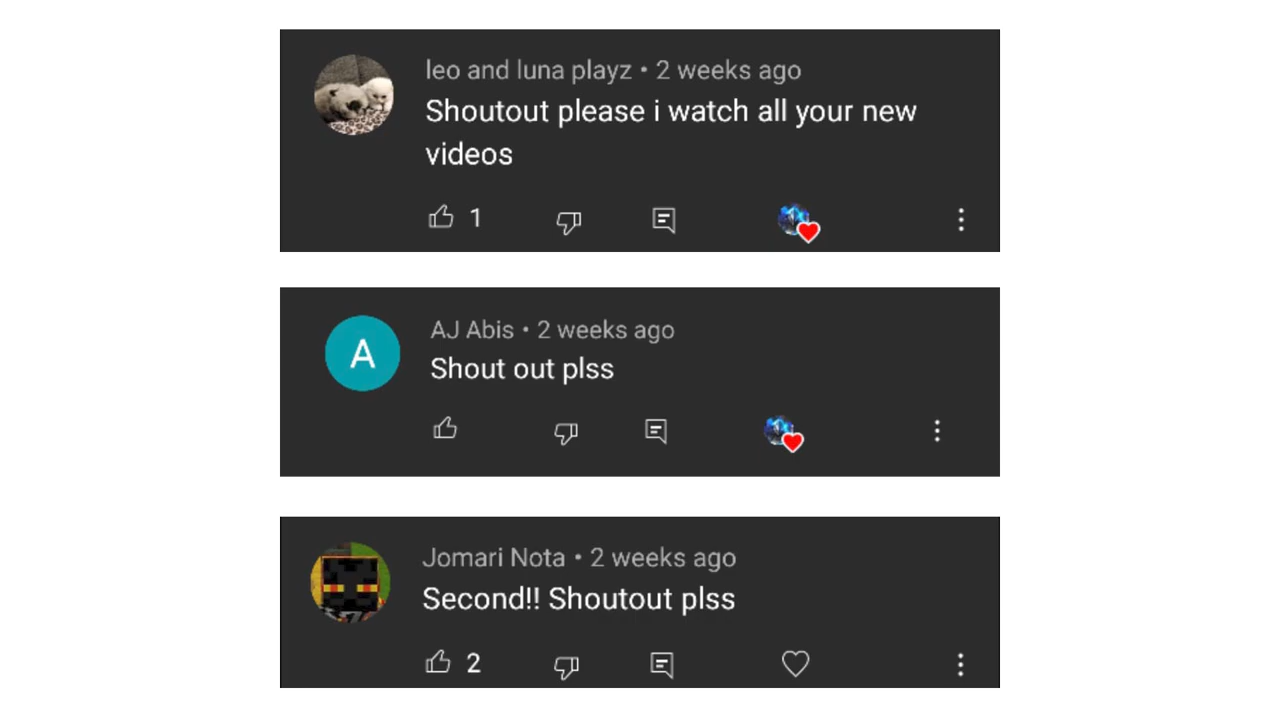 leo and luna playz • 2 weeks ago
Shoutout please i watch all your new
videos
1
A
AJ Abis • 2 weeks ago
Shout out plss
Jomari Nota • 2 weeks ago
Second!! Shoutout plss
2